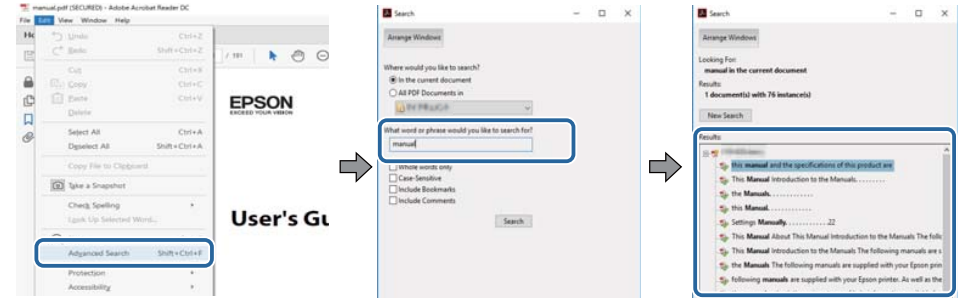 manual.pdf (SECURED) - Adobe Acrobat Reader DC
File Edit View Window Help
Undo Ctrl+Z
Redo Shift+Ctrl+Z
Cut Ctrl+X
Copy Ctrl+C
Paste Ctrl+V
Delete
Select All Ctrl+A
Deselect All Shift+Ctrl+A
Copy File to Clipboard
Take a Snapshot
Check Spelling
Look Up Selected Word...
Advanced Search Shift+Ctrl+F
Protection
Accessibility
/ 191
EPSON
EXCEED YOUR VISION
User's Gu
Search
Arrange Windows
Where would you like to search?
In the current document
All PDF Documents in
What word or phrase would you like to search for?
manual
Whole words only
Case-Sensitive
Include Bookmarks
Include Comments
Search
Search
Arrange Windows
Looking For:
manual in the current document
Results:
1 document(s) with 76 instance(s)
New Search
Results:
this manual and the specifications of this product are
This Manual Introduction to the Manuals.........
the Manuals............
this Manual............
Settings Manually............22
This Manual About This Manual Introduction to the Manuals The follo
This Manual Introduction to the Manuals The following manuals are s
the Manuals The following manuals are supplied with your Epson prin
following manuals are supplied with your Epson printer. As well as the